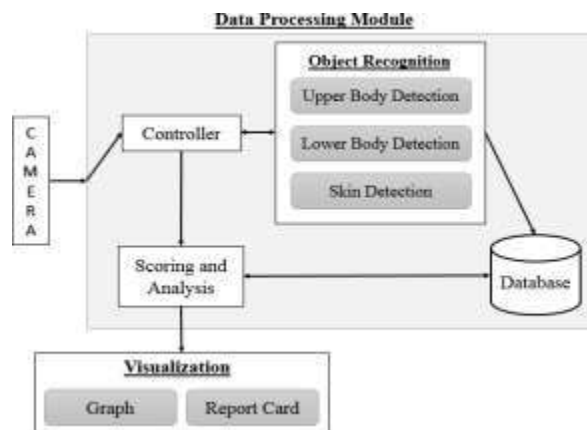 Data Processing Module
Object Recognition
Upper Body Detection
Lower Body Detection
Skin Detection
CAMERA
Controller
Scoring and
Analysis
Database
Visualization
Graph
Report Card